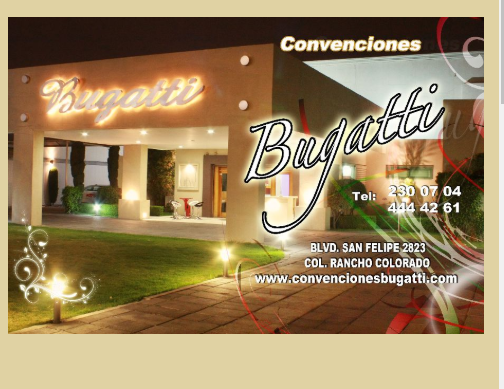 Convenciones
Bugatti
Bugatti
Tel: 230 07 04
444 42 61
BLVD. SAN FELIPE 2823
COL. RANCHO COLORADO
www.convencionesbugatti.com